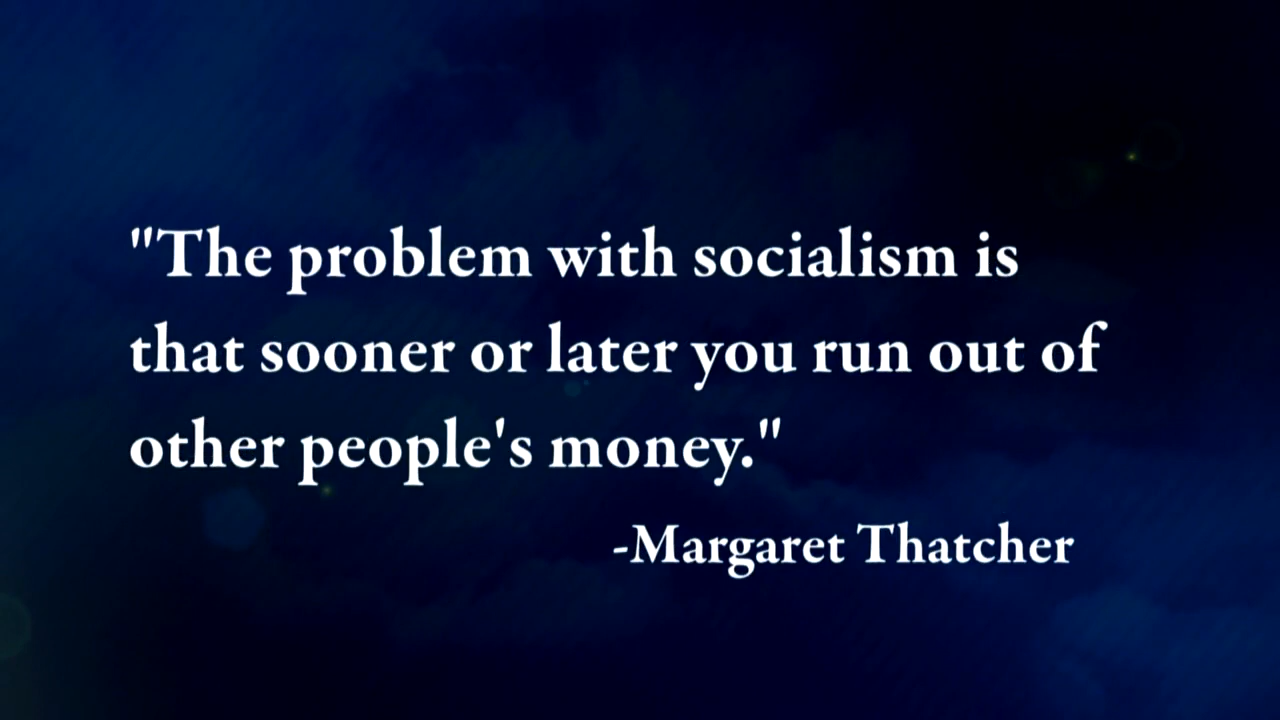 "The problem with socialism is
that sooner or later you run out of
other people's money."
-Margaret Thatcher